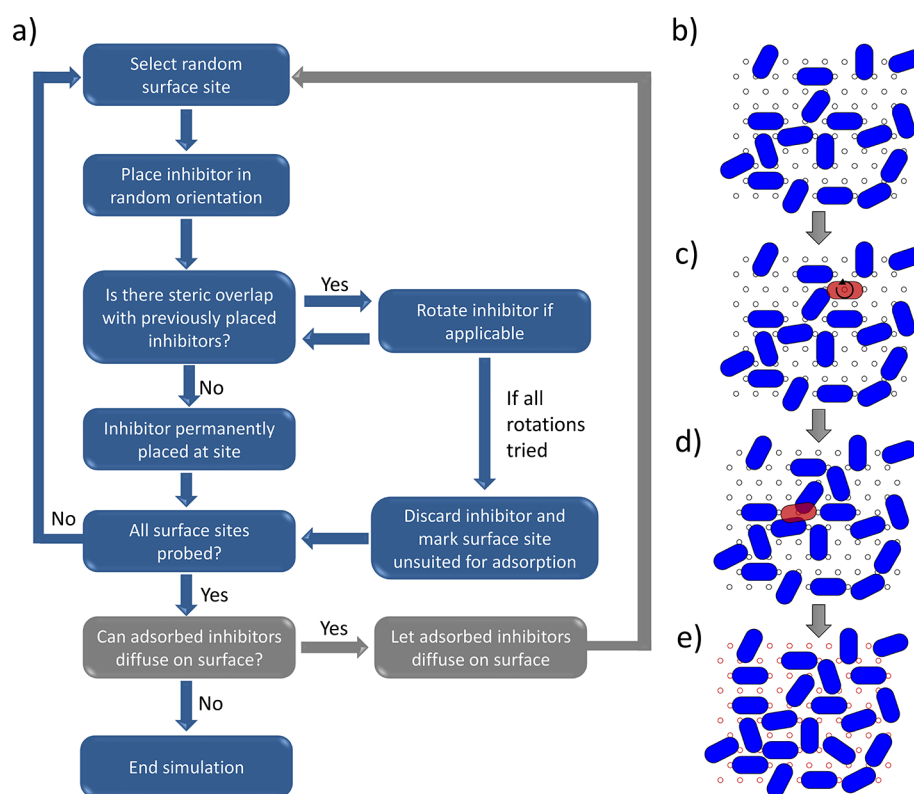 a)
Select random
surface site
Place inhibitor in
random orientation
Is there steric overlap
with previously placed
inhibitors?
Yes
Rotate inhibitor if
applicable
No
If all
rotations
tried
Inhibitor permanently
placed at site
No
All surface sites
probed?
Discard inhibitor and
mark surface site
unsuited for adsorption
Yes
Can adsorbed inhibitors
diffuse on surface?
Yes
Let adsorbed inhibitors
diffuse on surface
No
End simulation
b)
c)
d)
e)